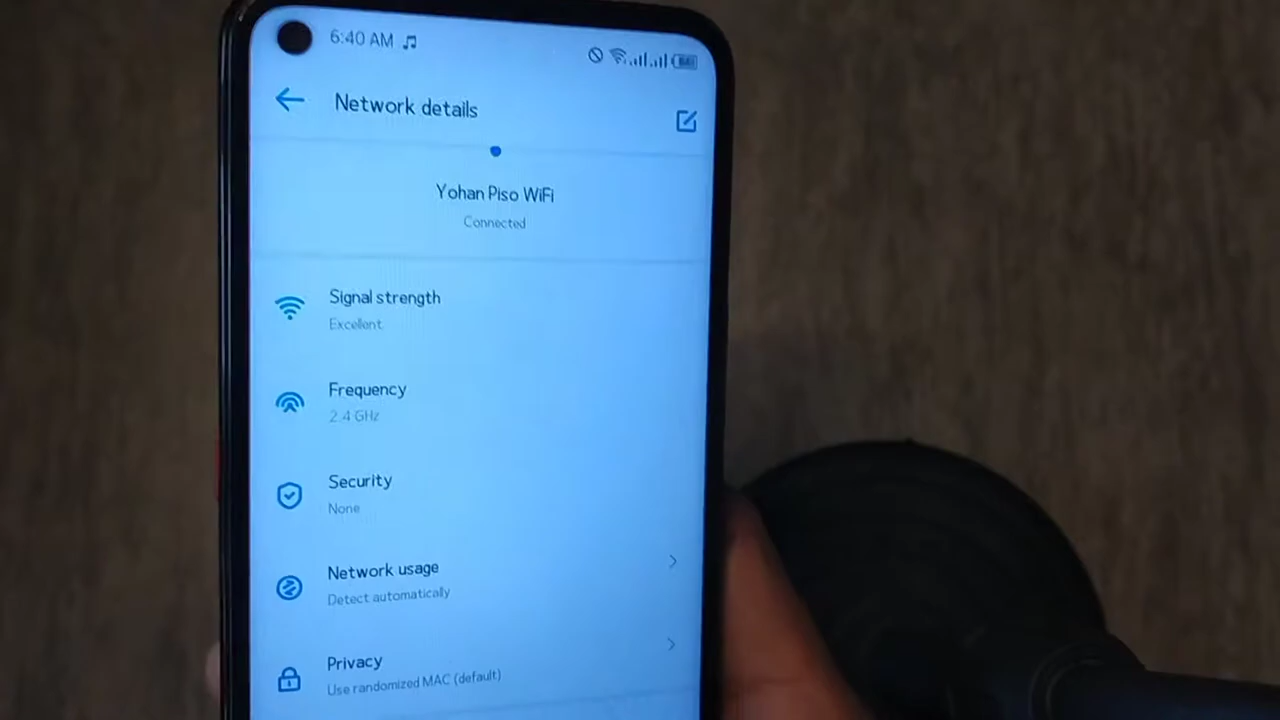 6:40 AM
Network details
Yohan Piso WiFi
Connected
Signal strength
Excellent
Frequency
2.4 GHz
Security
None
Network usage
Detect automatically
Privacy
Use randomized MAC (default)